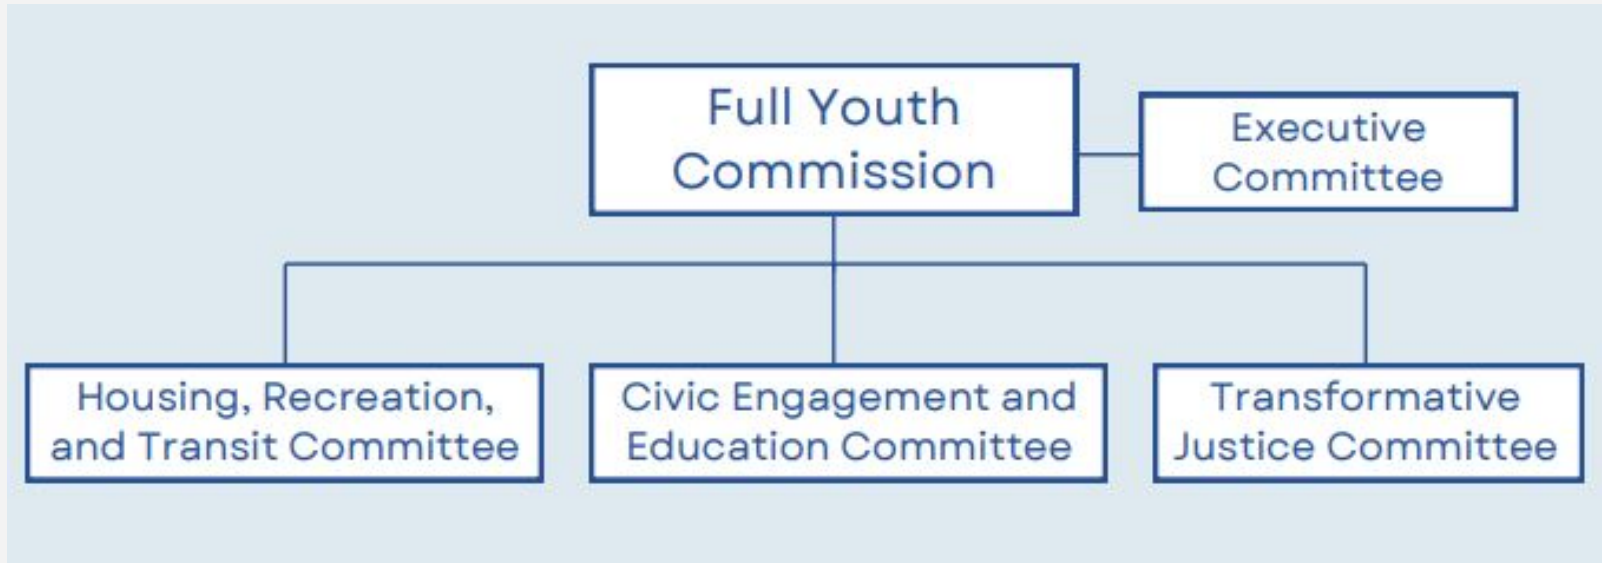 Full Youth
Commission
Executive
Committee
Housing, Recreation,
and Transit Committee
Civic Engagement and
Education Committee
Transformative
Justice Committee